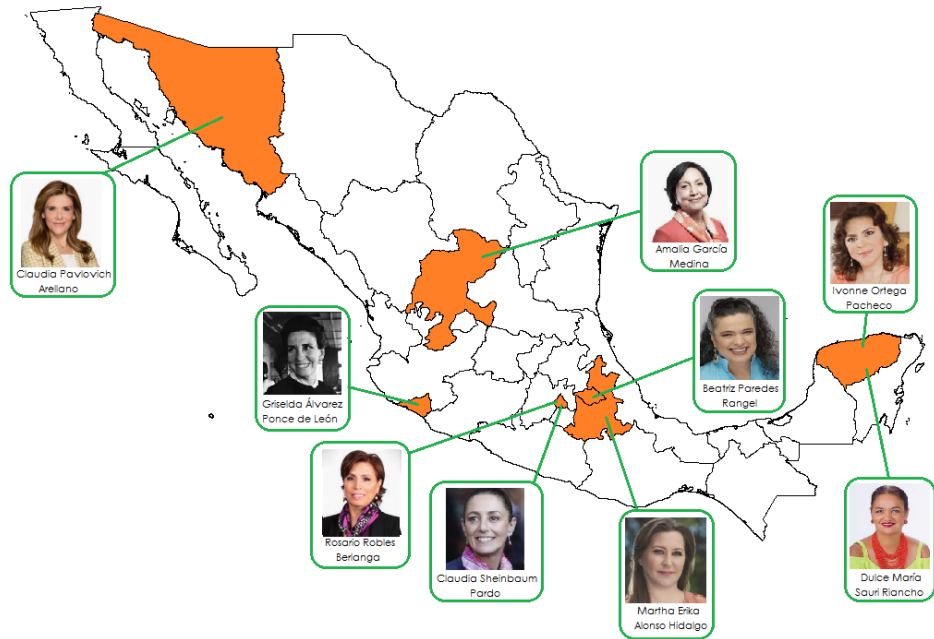 Claudia Pavlovich
Arellano
Amalia García
Medina
Ivonne Ortega
Pacheco
Griselda Álvarez
Ponce de León
Beatriz Paredes
Rangel
Rosario Robles
Berlanga
Claudia Sheinbaum
Pardo
Martha Erika
Alonso Hidalgo
Dulce María
Sauri Riancho